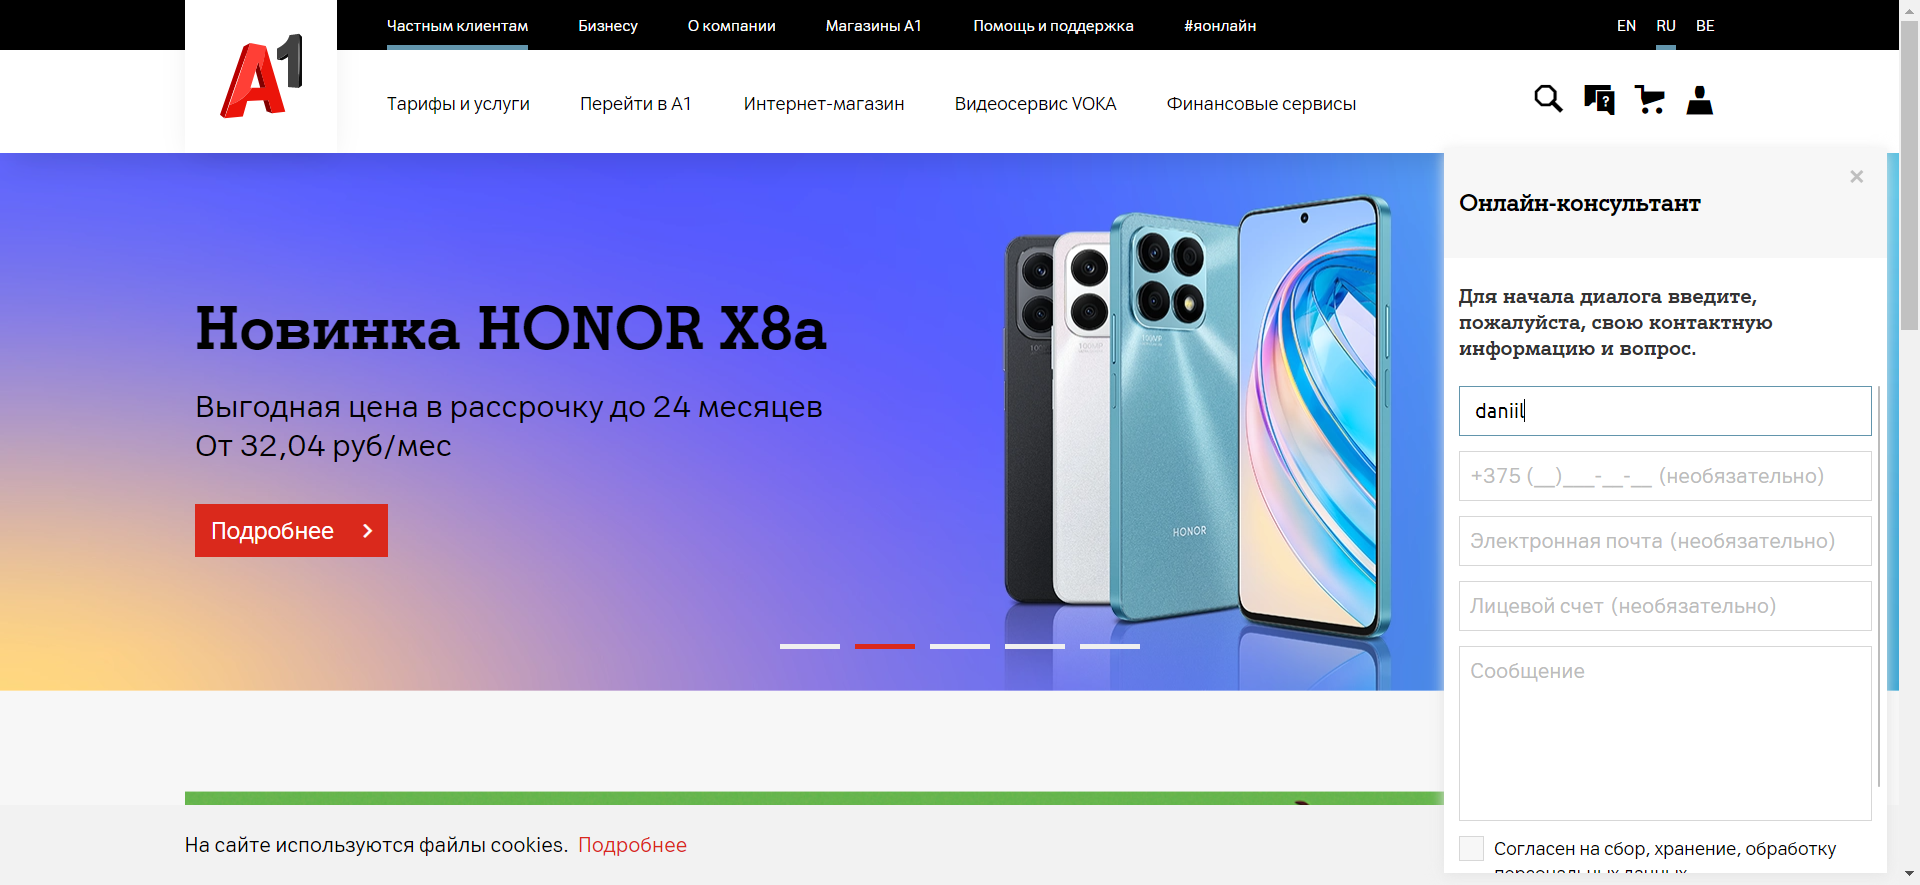 A1
Частным клиентам
Бизнесу
О компании
Магазины А1
Помощь и поддержка
#яонлайн
EN
RU
BE
Тарифы и услуги
Перейти в А1
Интернет-магазин
Видеосервис VOKA
Финансовые сервисы
Новинка HONOR X8a
Выгодная цена в рассрочку до 24 месяцев
От 32,04 руб/мес
Подробнее
100MP
HONOR
Онлайн-консультант
×
Для начала диалога введите,
пожалуйста, свою контактную
информацию и вопрос.
daniil
+375 (__)___-__-__ (необязательно)
Электронная почта (необязательно)
Лицевой счет (необязательно)
Сообщение
Согласен на сбор, хранение, обработку
персональных данных
На сайте используются файлы cookies. Подробнее